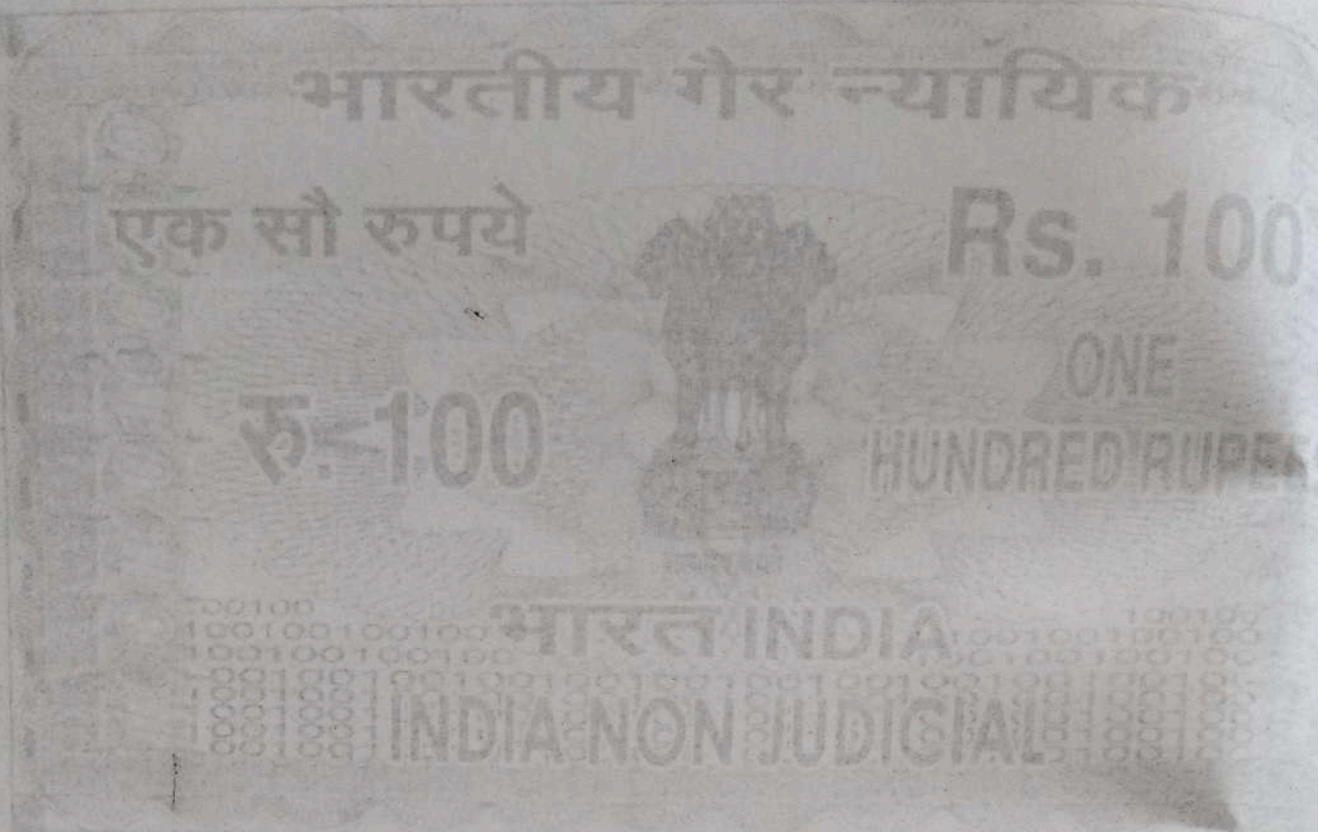 भारतीय गैर न्यायिक
एक सौ रुपये
Rs. 100
रु. 100
ONE
HUNDRED RUPEES
भारत INDIA
INDIA NON JUDICIAL